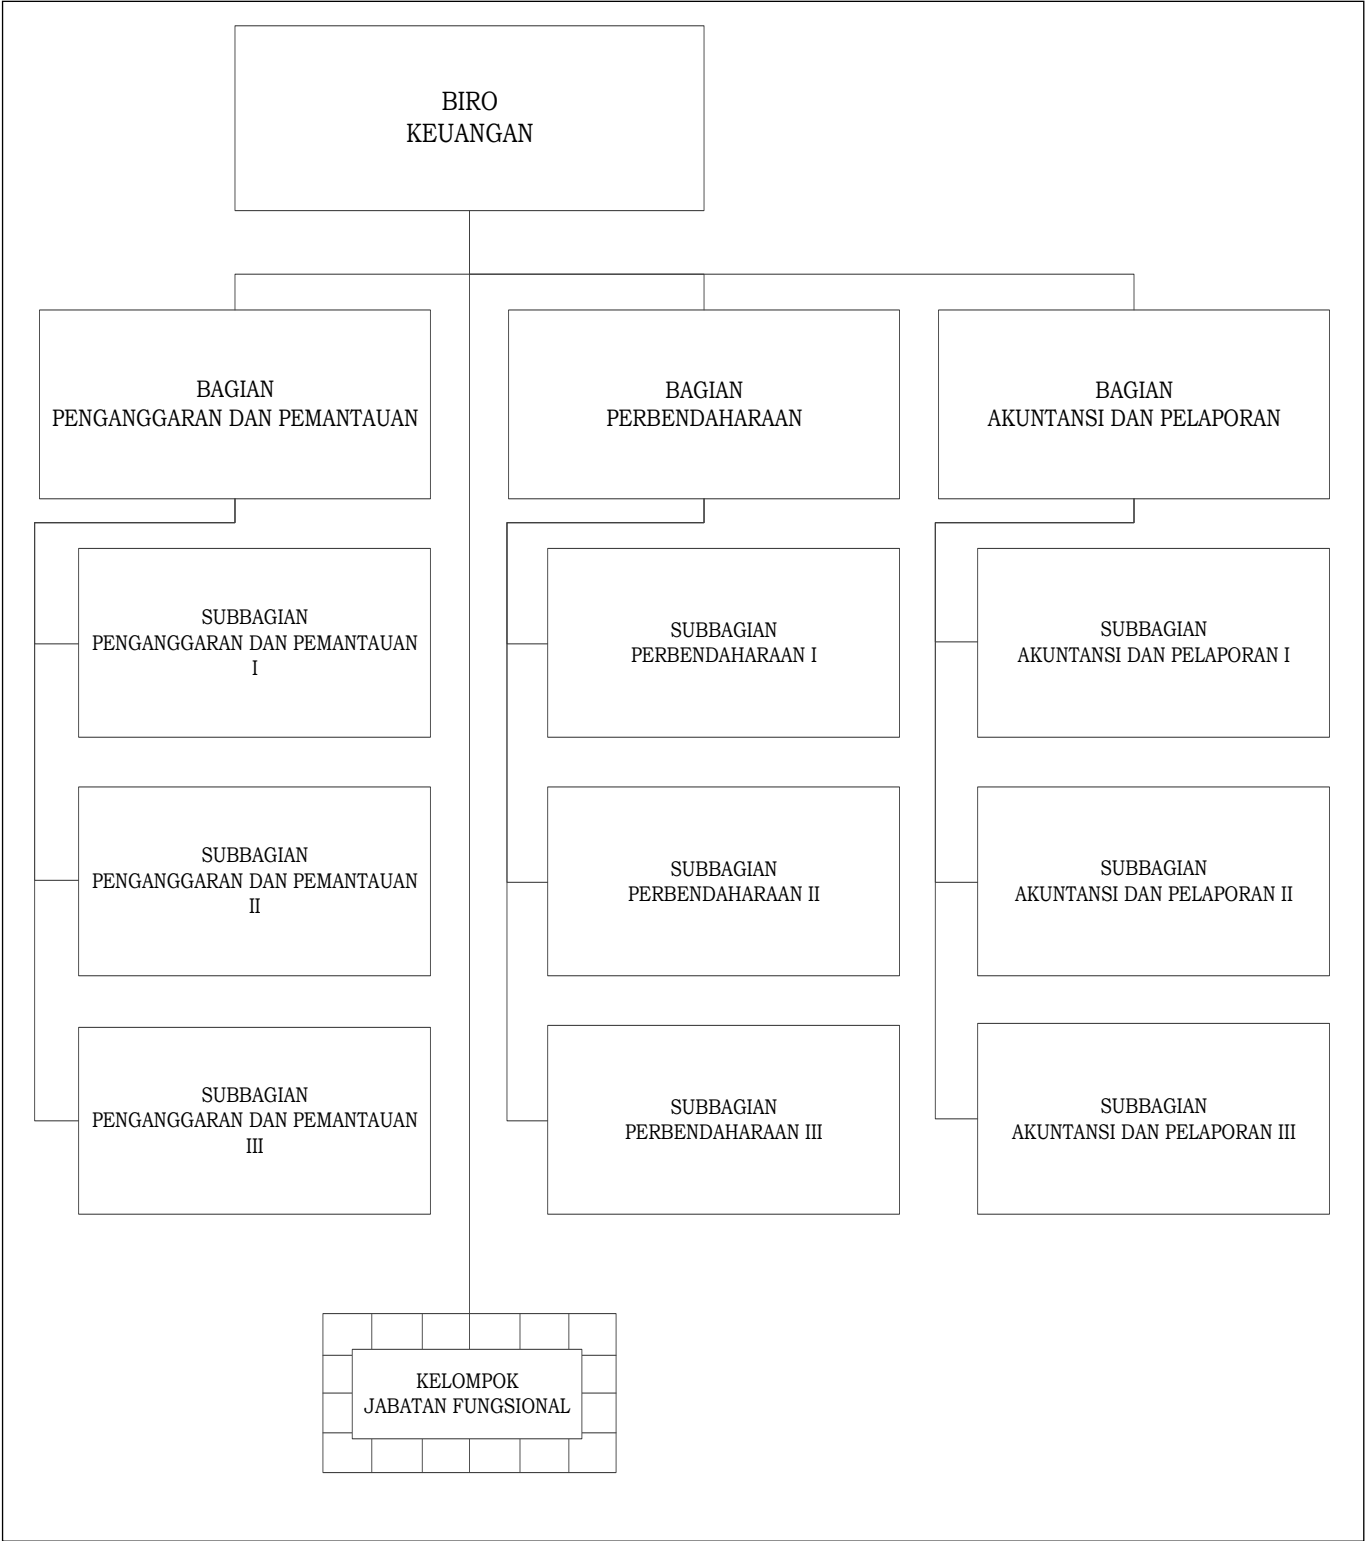 BIRO
KEUANGAN
BAGIAN
PENGANGGARAN DAN PEMANTAUAN
BAGIAN
PERBENDAHARAAN
BAGIAN
AKUNTANSI DAN PELAPORAN
SUBBAGIAN
PENGANGGARAN DAN PEMANTAUAN
I
SUBBAGIAN
PERBENDAHARAAN I
SUBBAGIAN
AKUNTANSI DAN PELAPORAN I
SUBBAGIAN
PENGANGGARAN DAN PEMANTAUAN
II
SUBBAGIAN
PERBENDAHARAAN II
SUBBAGIAN
AKUNTANSI DAN PELAPORAN II
SUBBAGIAN
PENGANGGARAN DAN PEMANTAUAN
III
SUBBAGIAN
PERBENDAHARAAN III
SUBBAGIAN
AKUNTANSI DAN PELAPORAN III
KELOMPOK
JABATAN FUNGSIONAL